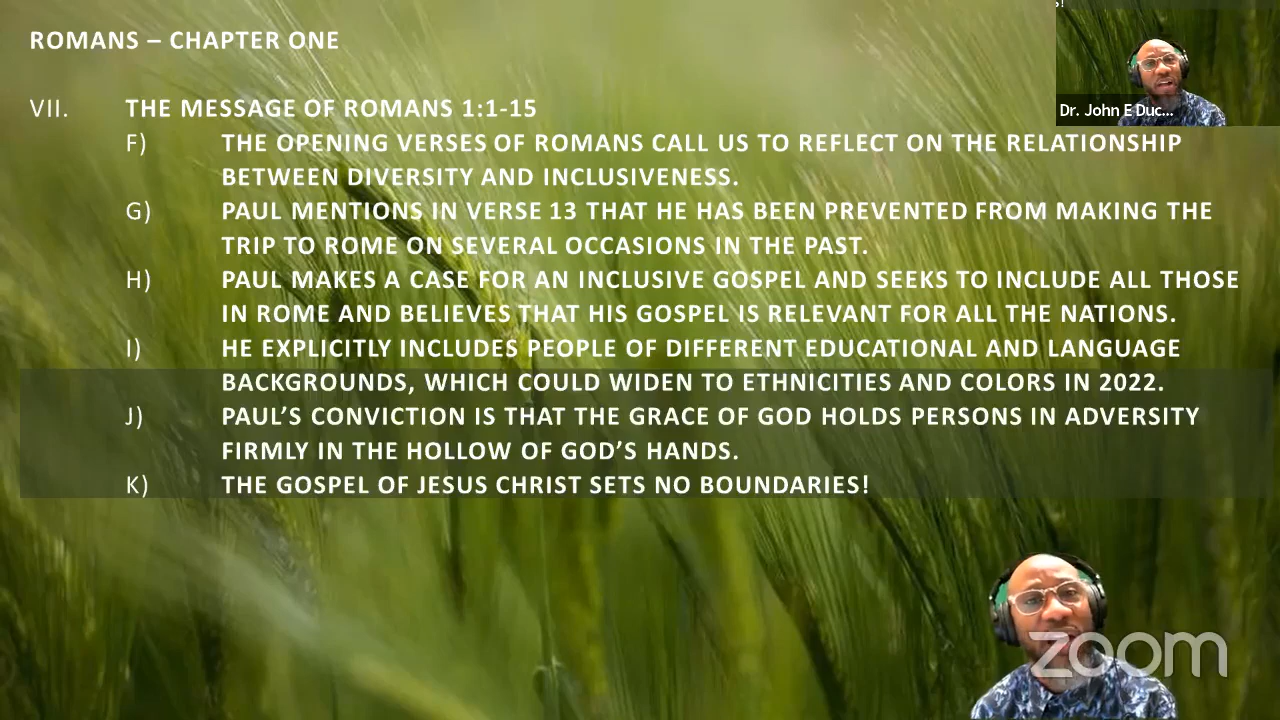 ROMANS – CHAPTER ONE
VII. THE MESSAGE OF ROMANS 1:1-15
F) THE OPENING VERSES OF ROMANS CALL US TO REFLECT ON THE RELATIONSHIP
BETWEEN DIVERSITY AND INCLUSIVENESS.
G) PAUL MENTIONS IN VERSE 13 THAT HE HAS BEEN PREVENTED FROM MAKING THE
TRIP TO ROME ON SEVERAL OCCASIONS IN THE PAST.
H) PAUL MAKES A CASE FOR AN INCLUSIVE GOSPEL AND SEEKS TO INCLUDE ALL THOSE
IN ROME AND BELIEVES THAT HIS GOSPEL IS RELEVANT FOR ALL THE NATIONS.
I) HE EXPLICITLY INCLUDES PEOPLE OF DIFFERENT EDUCATIONAL AND LANGUAGE
BACKGROUNDS, WHICH COULD WIDEN TO ETHNICITIES AND COLORS IN 2022.
J) PAUL’S CONVICTION IS THAT THE GRACE OF GOD HOLDS PERSONS IN ADVERSITY
FIRMLY IN THE HOLLOW OF GOD’S HANDS.
K) THE GOSPEL OF JESUS CHRIST SETS NO BOUNDARIES!
Dr. John E Duc...
zoom